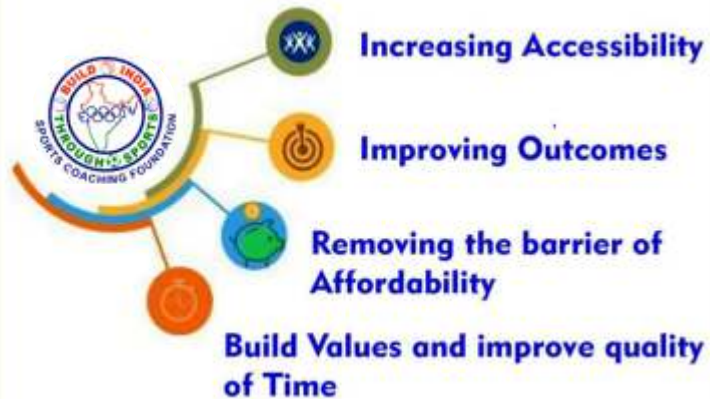 BUILD INDIA
THROUGH SPORTS
SPORTS COACHING FOUNDATION
Increasing Accessibility
Improving Outcomes
Removing the barrier of
Affordability
Build Values and improve quality
of Time